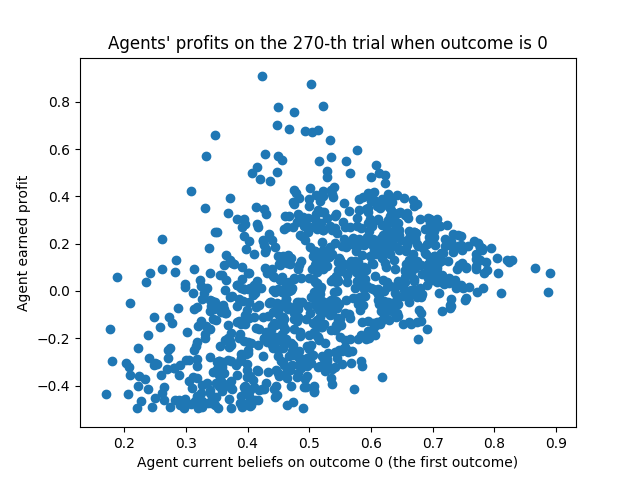 Agents' profits on the 270-th trial when outcome is 0
Agent earned profit
0.8
0.6
0.4
0.2
0.0
−0.2
−0.4
0.2 0.3 0.4 0.5 0.6 0.7 0.8 0.9
Agent current beliefs on outcome 0 (the first outcome)